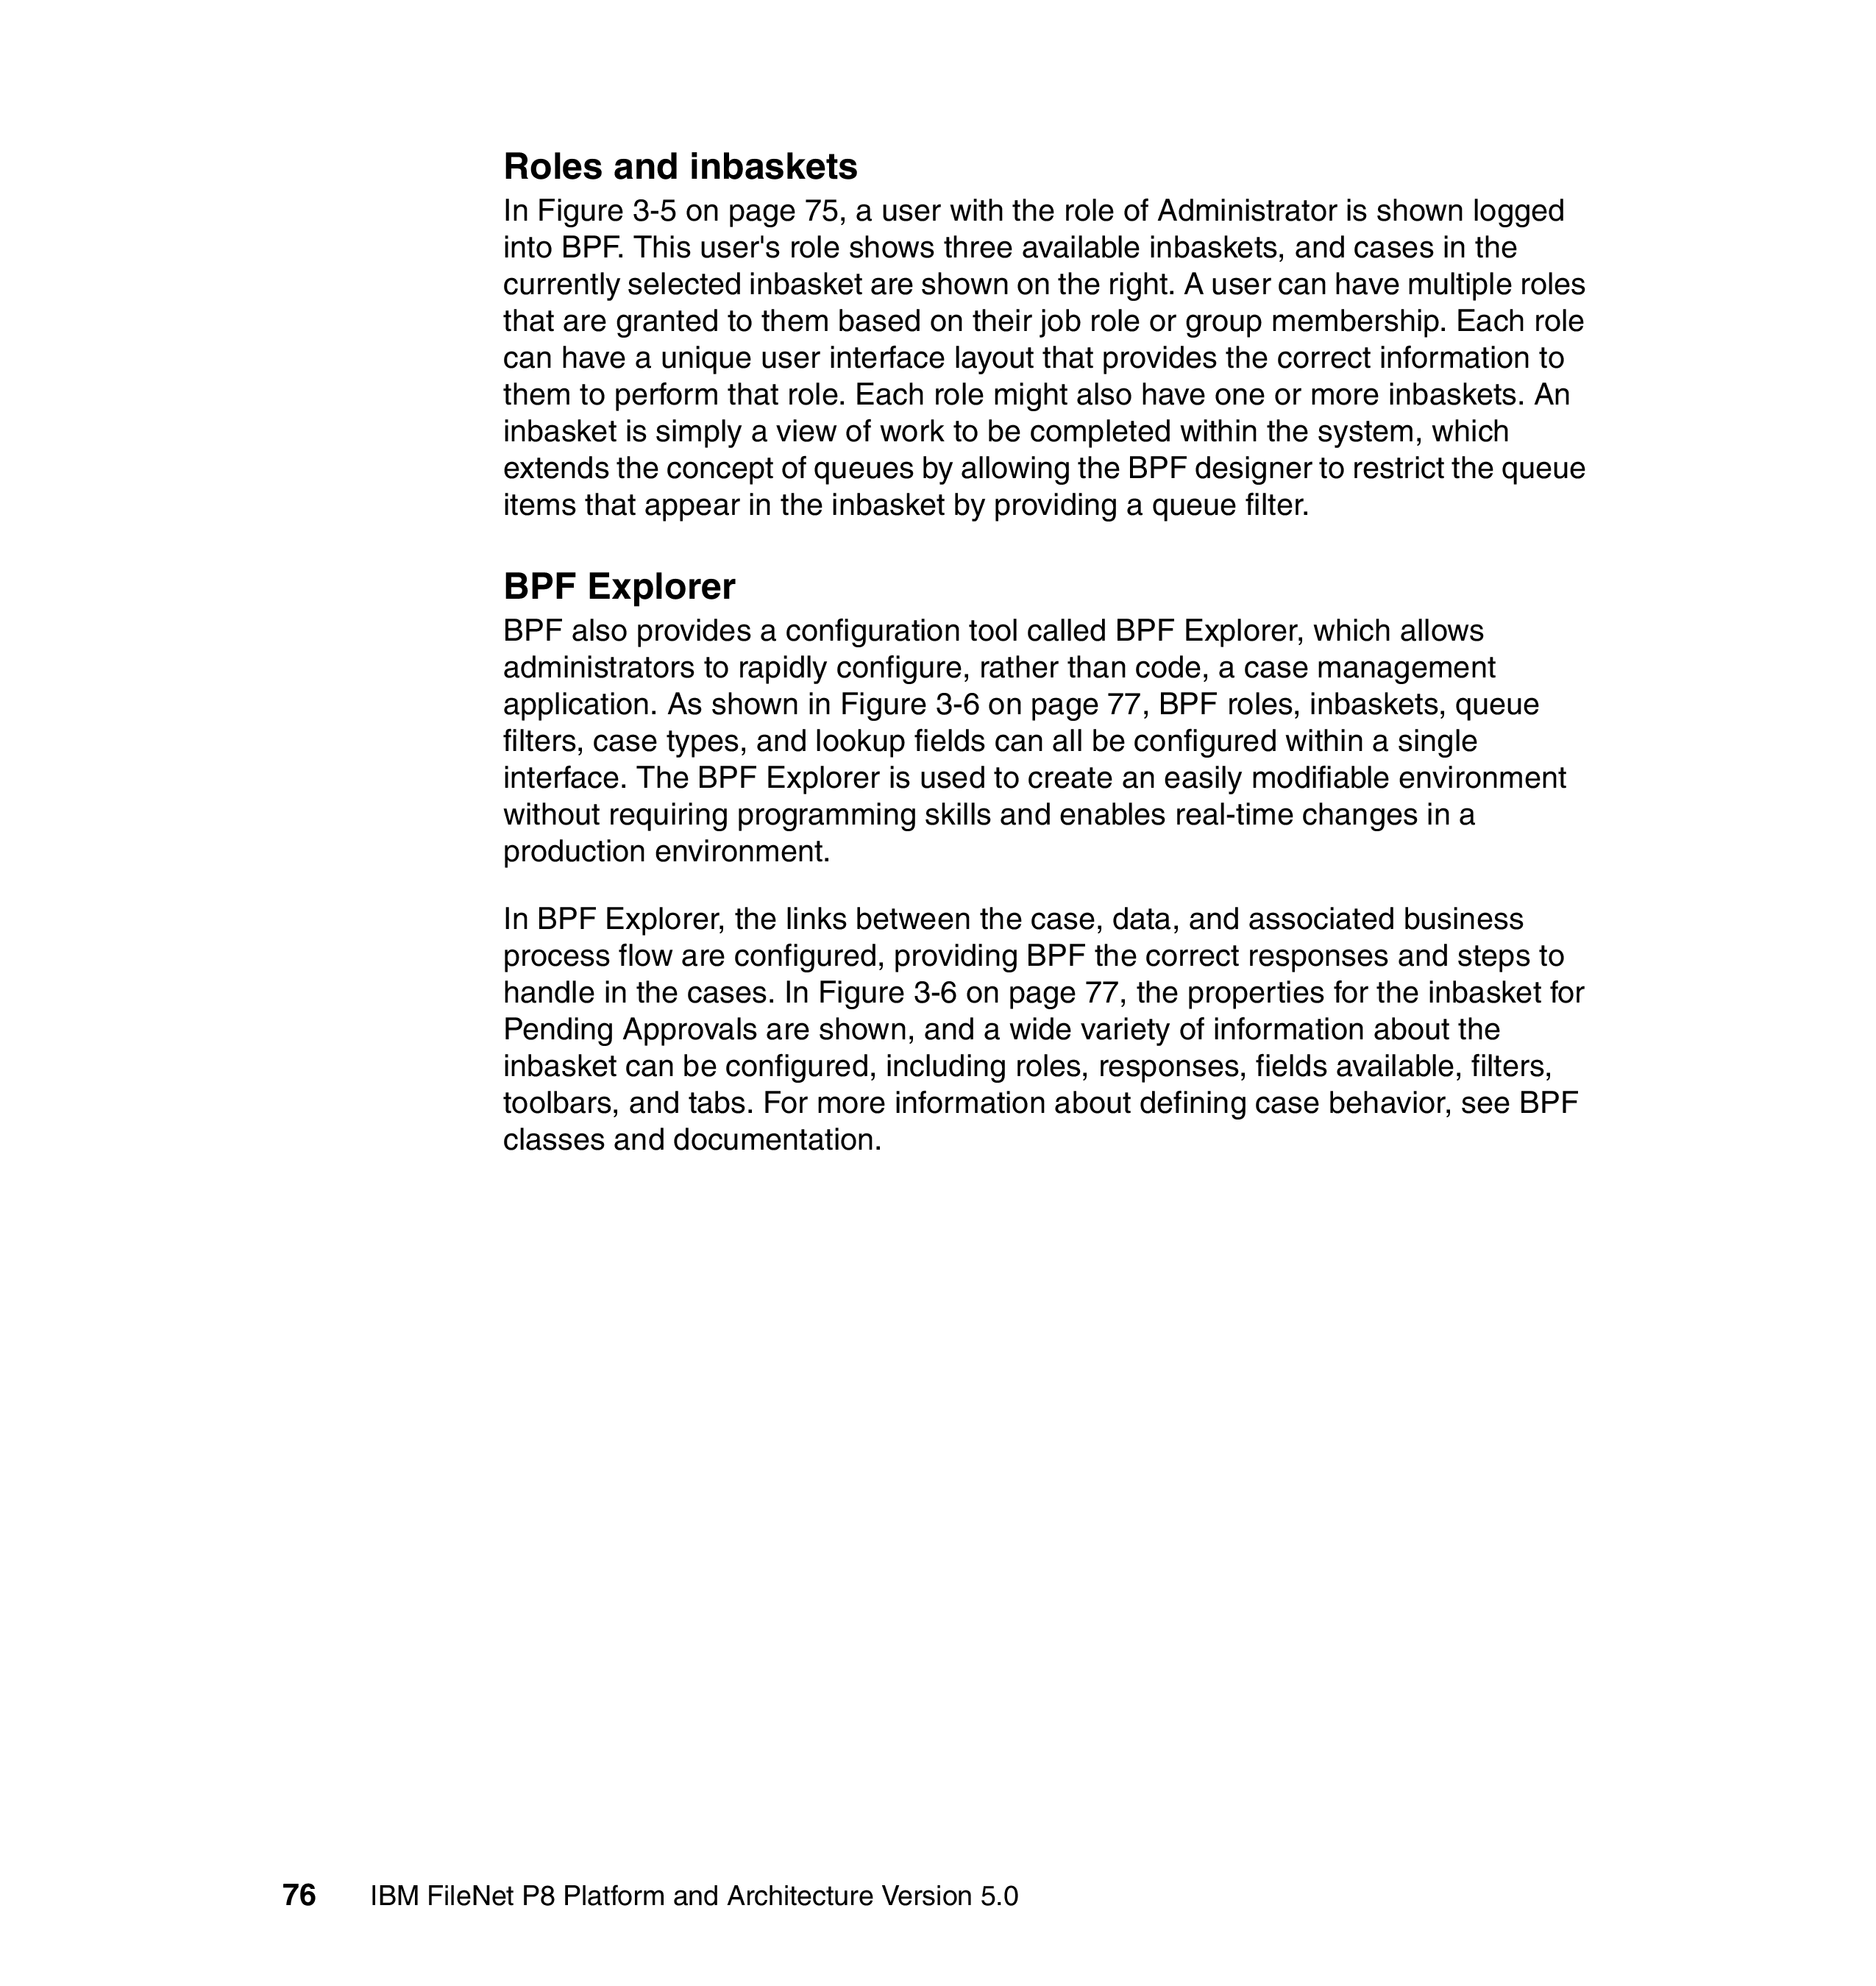 Roles and inbaskets
In Figure 3-5 on page 75, a user with the role of Administrator is shown logged
into BPF. This user's role shows three available inbaskets, and cases in the
currently selected inbasket are shown on the right. A user can have multiple roles
that are granted to them based on their job role or group membership. Each role
can have a unique user interface layout that provides the correct information to
them to perform that role. Each role might also have one or more inbaskets. An
inbasket is simply a view of work to be completed within the system, which
extends the concept of queues by allowing the BPF designer to restrict the queue
items that appear in the inbasket by providing a queue filter.
BPF Explorer
BPF also provides a configuration tool called BPF Explorer, which allows
administrators to rapidly configure, rather than code, a case management
application. As shown in Figure 3-6 on page 77, BPF roles, inbaskets, queue
filters, case types, and lookup fields can all be configured within a single
interface. The BPF Explorer is used to create an easily modifiable environment
without requiring programming skills and enables real-time changes in a
production environment.
In BPF Explorer, the links between the case, data, and associated business
process flow are configured, providing BPF the correct responses and steps to
handle in the cases. In Figure 3-6 on page 77, the properties for the inbasket for
Pending Approvals are shown, and a wide variety of information about the
inbasket can be configured, including roles, responses, fields available, filters,
toolbars, and tabs. For more information about defining case behavior, see BPF
classes and documentation.
76 IBM FileNet P8 Platform and Architecture Version 5.0